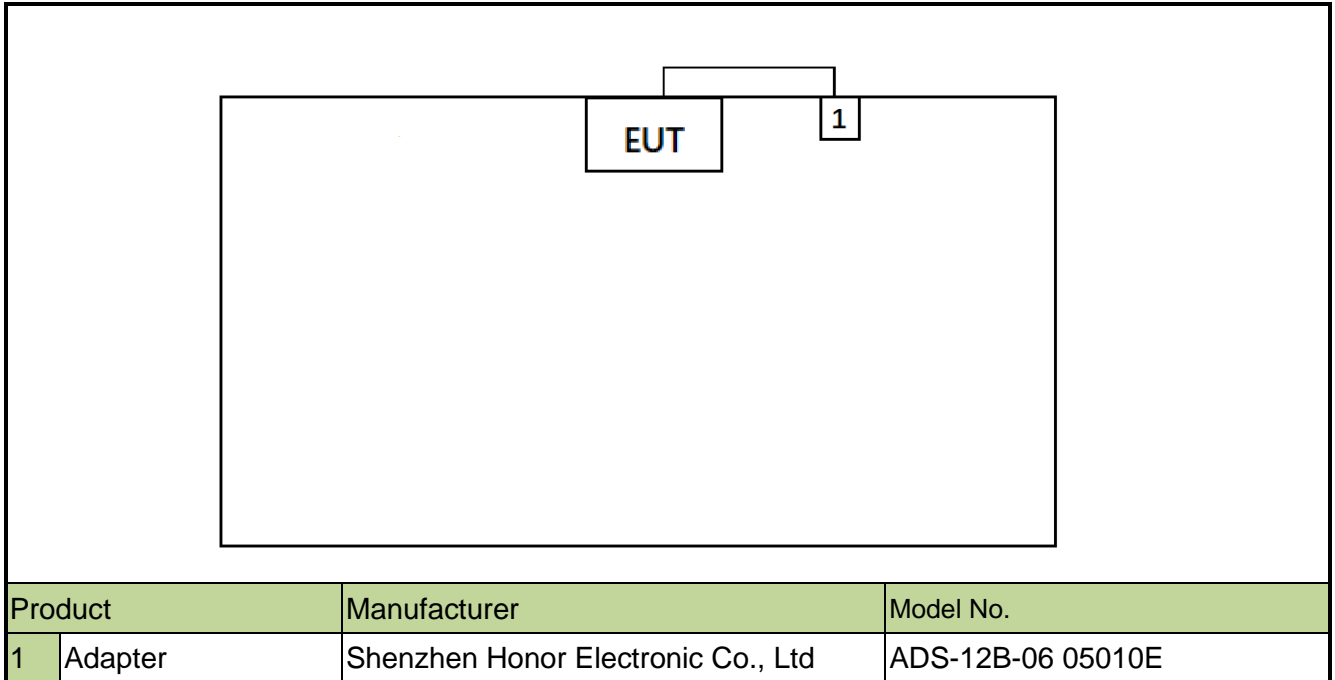 EUT
1
Product Manufacturer Model No.
1 Adapter Shenzhen Honor Electronic Co., Ltd ADS-12B-06 05010E